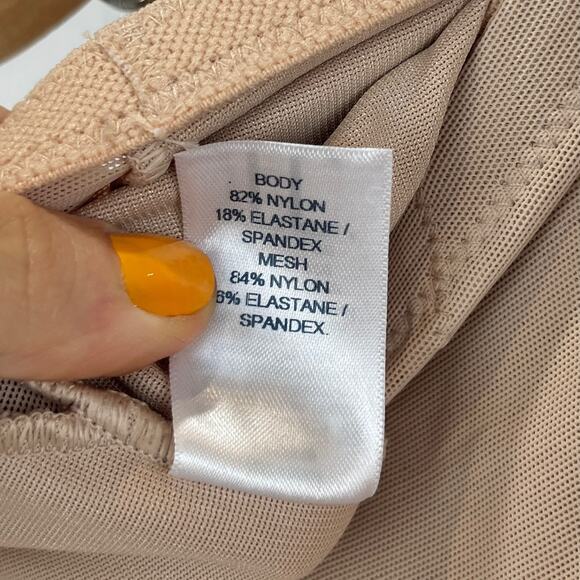 BODY
82% NYLON
18% ELASTANE /
SPANDEX
MESH
84% NYLON
6% ELASTANE /
SPANDEX.